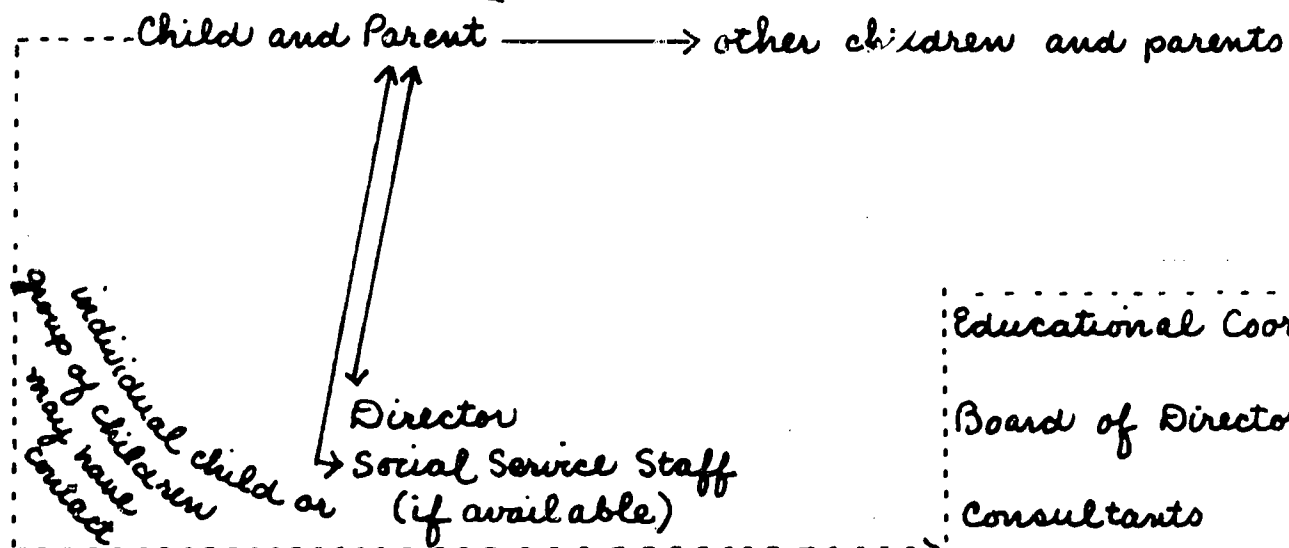 Child and Parent
other children and parents
individual child or
group of children
may have
contact
Director
Social Service Staff
(if available)
Educational Coor
Board of Directo
Consultants